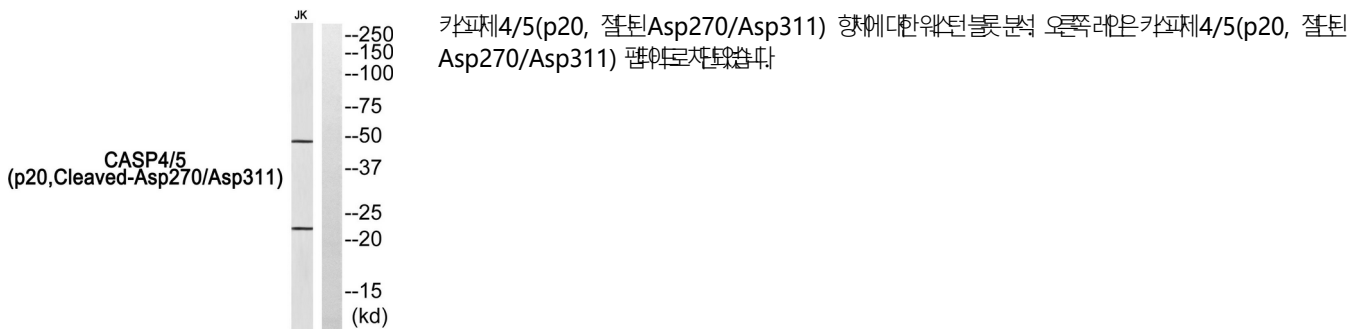 JK
--250
--150
--100
--75
--50
--37
--25
--20
--15
(kd)
CASP4/5
(p20,Cleaved-Asp270/Asp311)
카스파제4/5(p20, 절단된Asp270/Asp311) 항체에대한웨스턴블롯분석. 오른쪽레인은카스파제4/5(p20, 절단된
Asp270/Asp311) 펩타이드로차단되었습니다.